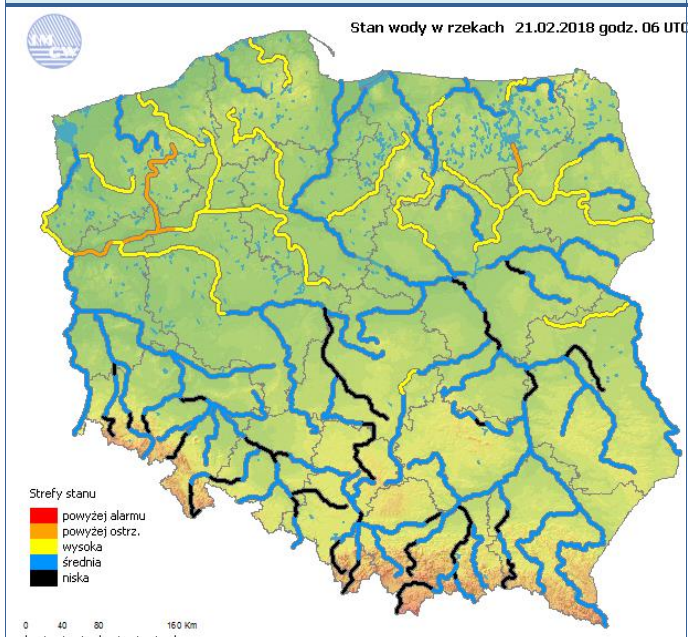 Stan wody w rzekach 21.02.2018 godz. 06 UTC
IMGW
Strefy stanu
powyżej alarmu
powyżej ostrz.
wysoka
średnia
niska
0 40 80 160 Km